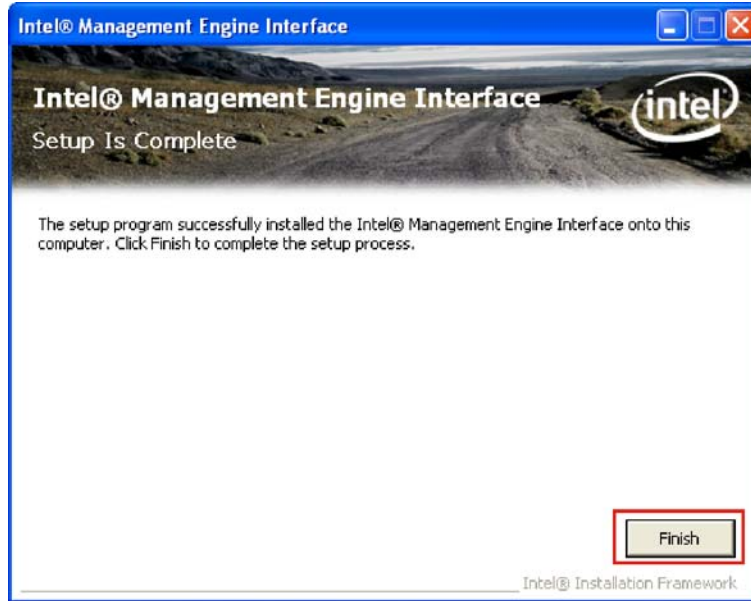 Intel® Management Engine Interface
Intel® Management Engine Interface
intel
Setup Is Complete
The setup program successfully installed the Intel® Management Engine Interface onto this
computer. Click Finish to complete the setup process.
Finish
Intel® Installation Framework